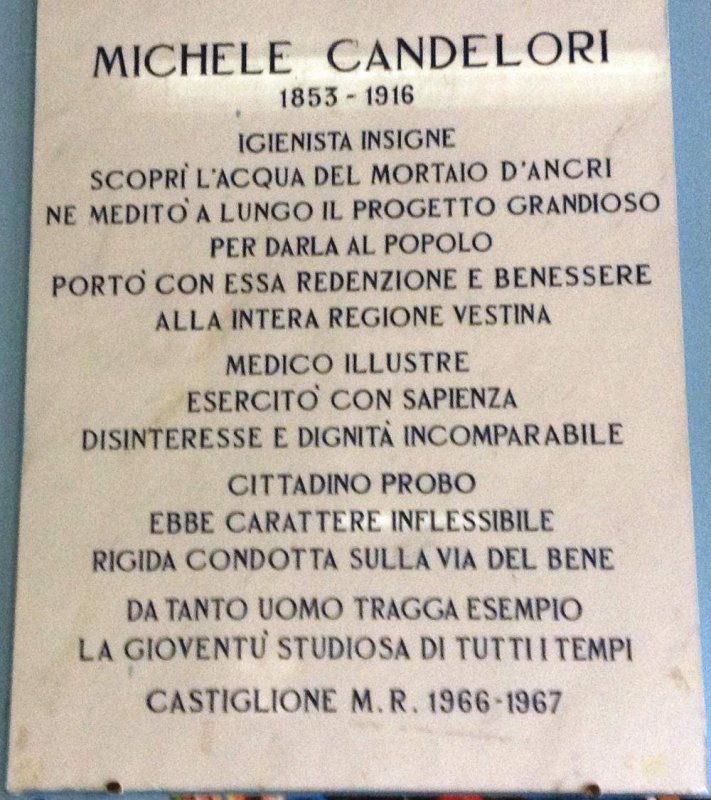 MICHELE CANDELORI
1853 - 1916
IGIENISTA INSIGNE
SCOPRÌ L'ACQUA DEL MORTAIO D'ANCRI
NE MEDITÒ A LUNGO IL PROGETTO GRANDIOSO
PER DARLA AL POPOLO
PORTÒ CON ESSA REDENZIONE E BENESSERE
ALLA INTERA REGIONE VESTINA
MEDICO ILLUSTRE
ESERCITÒ CON SAPIENZA
DISINTERESSE E DIGNITÀ INCOMPARABILE
CITTADINO PROBO
EBBE CARATTERE INFLESSIBILE
RIGIDA CONDOTTA SULLA VIA DEL BENE
DA TANTO UOMO TRAGGA ESEMPIO
LA GIOVENTÙ STUDIOSA DI TUTTI I TEMPI
CASTIGLIONE M. R. 1966-1967